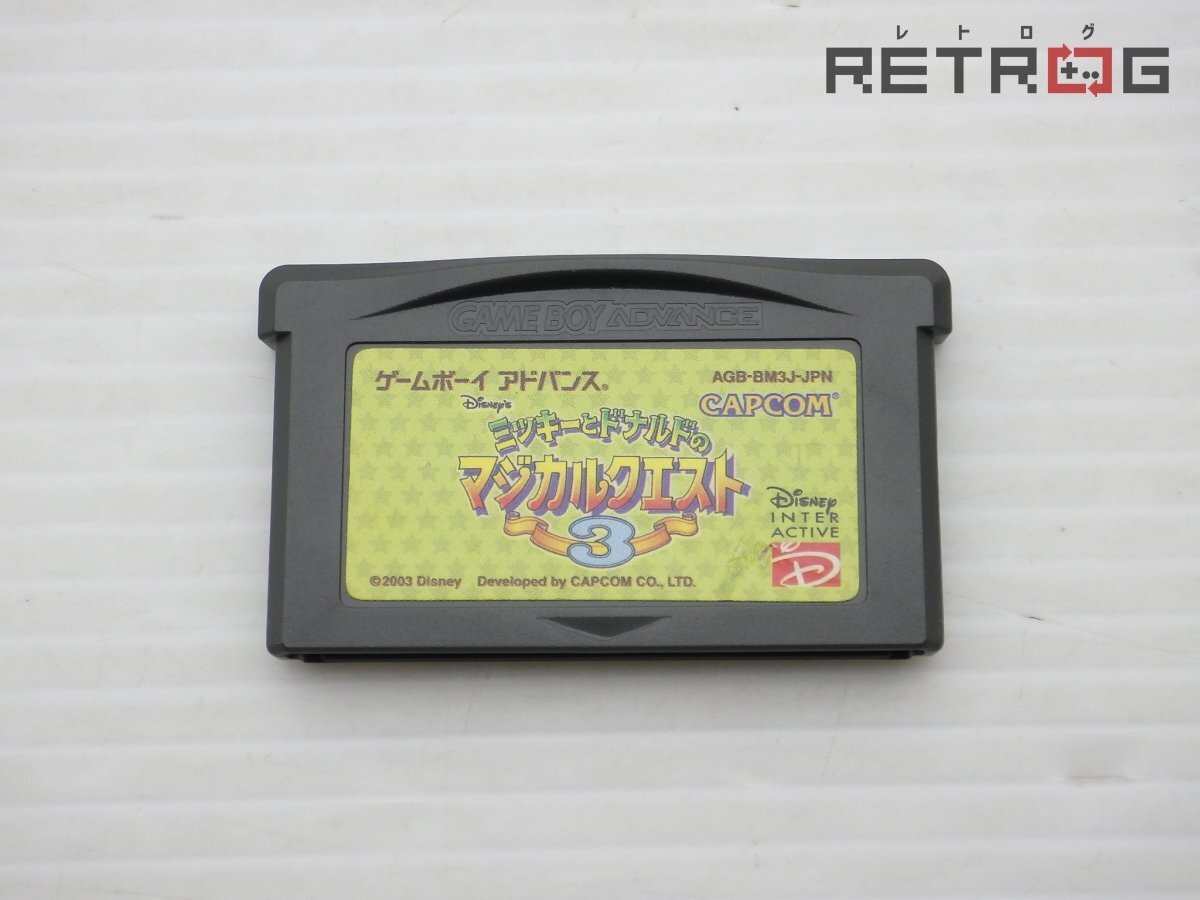 レトログ
RETROG
GAME BOY ADVANCE
ゲームボーイ アドバンス®
AGB-BM3J-JPN
CAPCOM®
Disney's
ミッキーとドナルドの
マジカルクエスト
3
Disney
INTER
ACTIVE
D
©2003 Disney Developed by CAPCOM CO., LTD.